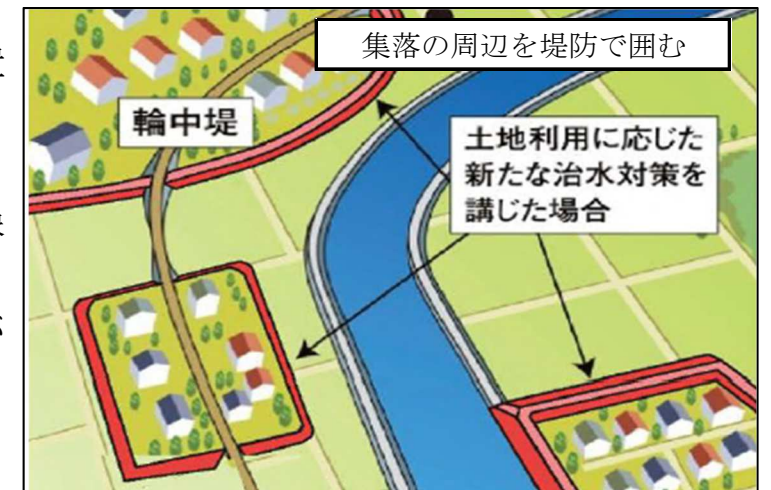 集落の周辺を堤防で囲む
輪中堤
土地利用に応じた
新たな治水対策を
講じた場合